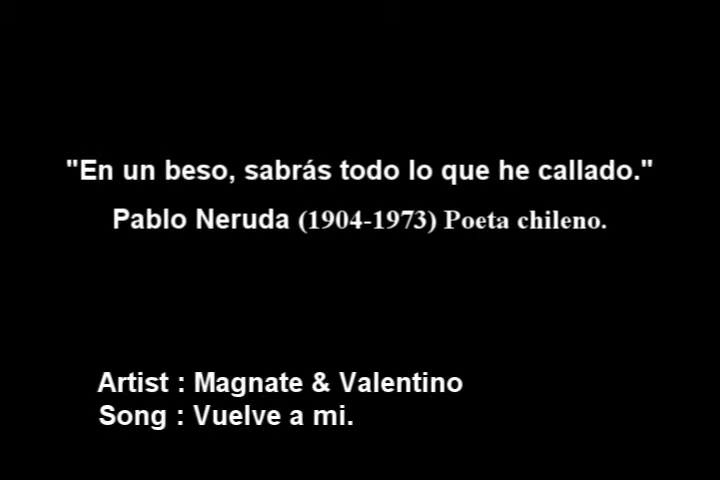 "En un beso, sabrás todo lo que he callado."
Pablo Neruda (1904-1973) Poeta chileno.
Artist : Magnate & Valentino
Song : Vuelve a mi.